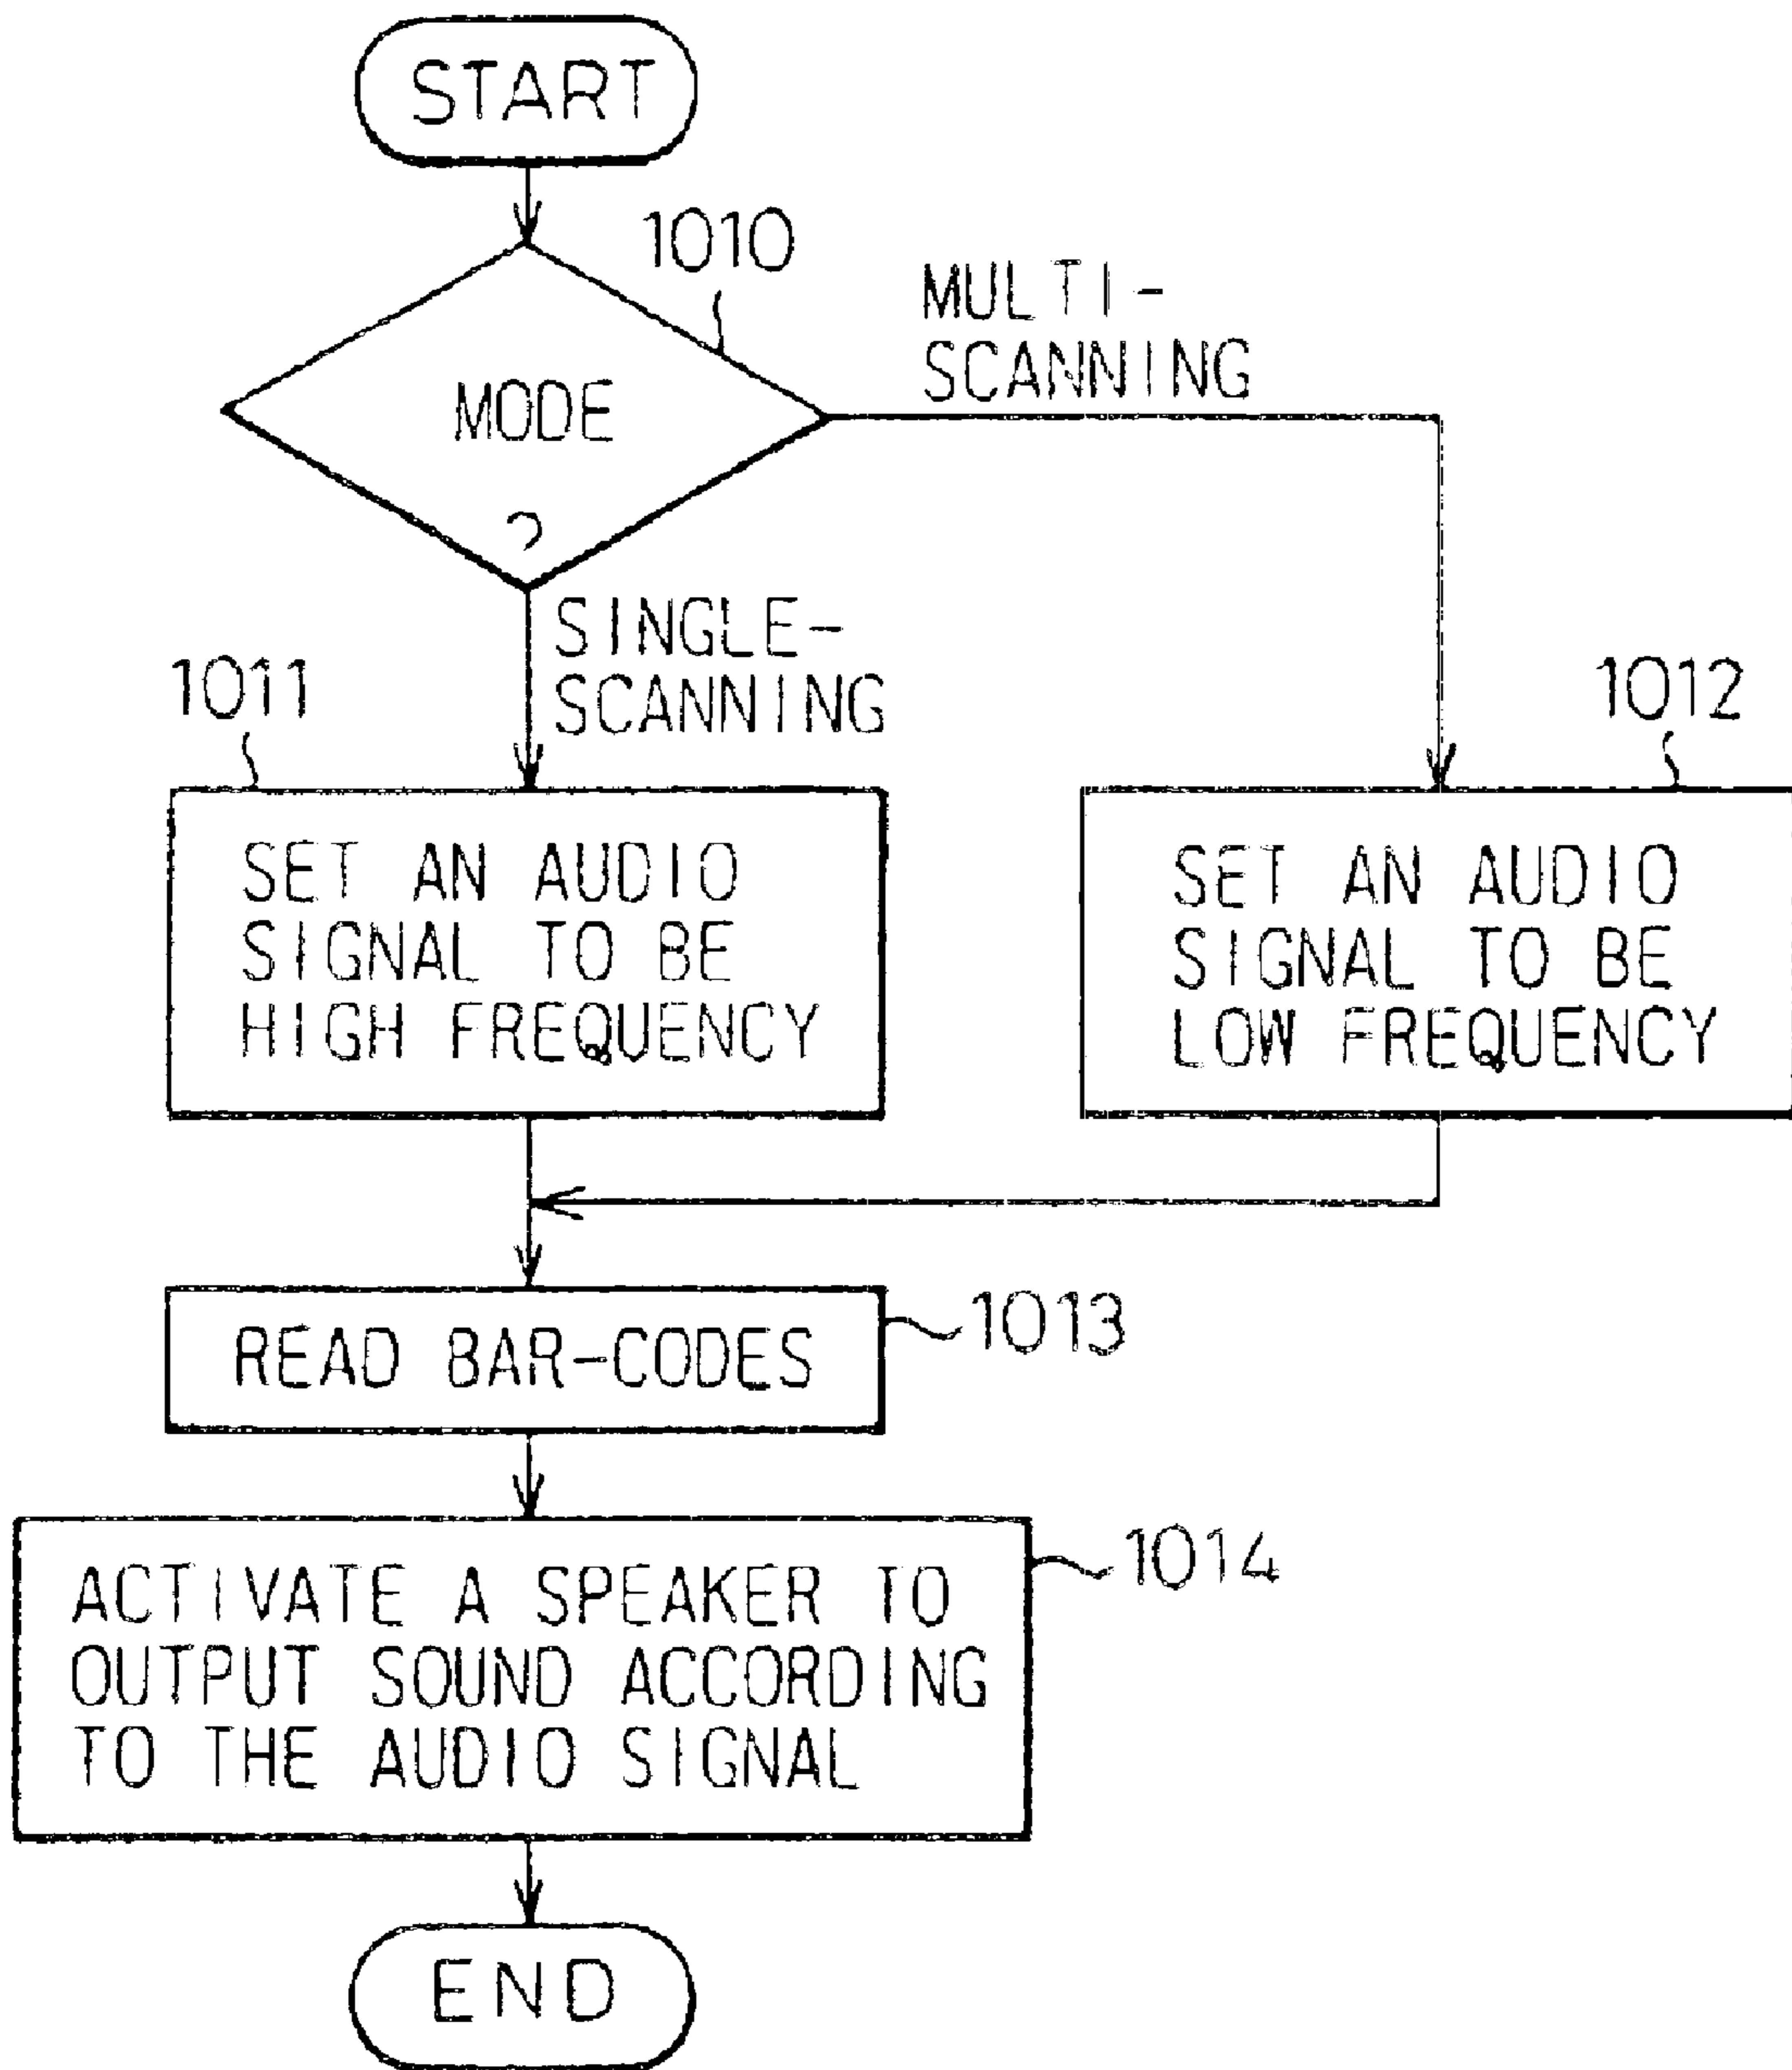 START
1010
MODE
?
MULTI-
SCANNING
SINGLE-
SCANNING
1011
SET AN AUDIO
SIGNAL TO BE
HIGH FREQUENCY
1012
SET AN AUDIO
SIGNAL TO BE
LOW FREQUENCY
READ BAR-CODES
1013
ACTIVATE A SPEAKER TO
OUTPUT SOUND ACCORDING
TO THE AUDIO SIGNAL
1014
END